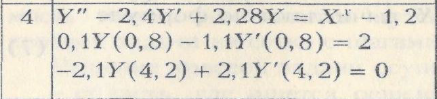 4 Y″ − 2,4Y′ + 2,28Y = X − 1,2
0,1Y(0,8) − 1,1Y′(0,8) = 2
−2,1Y(4,2) + 2,1Y′(4,2) = 0